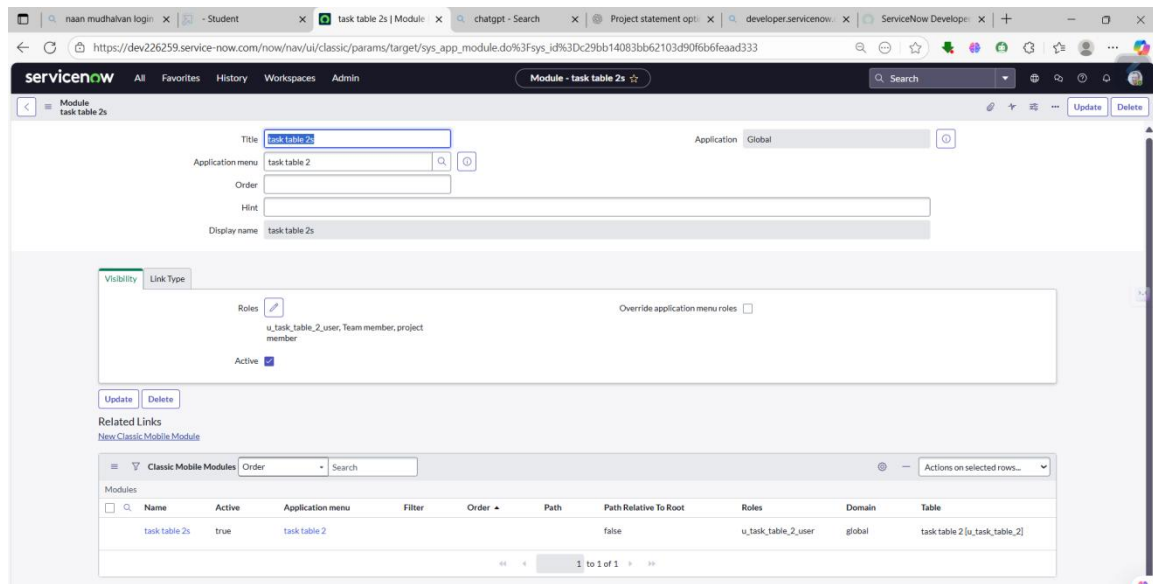 naan mudhalvan login
- Student
task table 2s | Module
chatgpt - Search
Project statement opti
developer.servicenow.
ServiceNow Developer
https://dev226259.service-now.com/now/nav/ui/classic/params/target/sys_app_module.do%3Fsys_id%3Dc29bb14083bb62103d90f6b6feaad333
servicenow All Favorites History Workspaces Admin Module - task table 2s Search
Module
task table 2s
Update Delete
Title task table 2s Application Global
Application menu task table 2
Order
Hint
Display name task table 2s
Visibility Link Type
Roles Override application menu roles
u_task_table_2_user, Team member, project
member
Active
Update Delete
Related Links
New Classic Mobile Module
Classic Mobile Modules Order Search Actions on selected rows...
Modules
Name Active Application menu Filter Order Path Path Relative To Root Roles Domain Table
task table 2s true task table 2 false u_task_table_2_user global task table 2 [u_task_table_2]
1 to 1 of 1